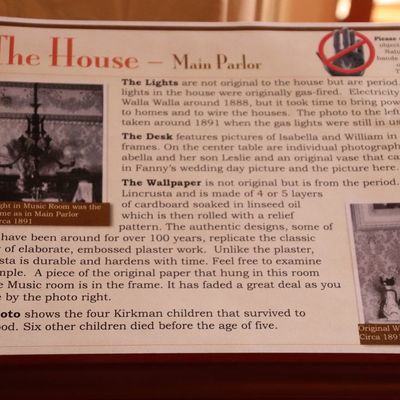 The House – Main Parlor
Please
object
Natu
hands
of
T
The Lights are not original to the house but are period.
lights in the house were originally gas-fired. Electricity
Walla Walla around 1888, but it took time to bring pow
to homes and to wire the houses. The photo to the left
taken around 1891 when the gas lights were still in us
The Desk features pictures of Isabella and William in
frames. On the center table are individual photograph
abella and her son Leslie and an original vase that ca
in Fanny's wedding day picture and the picture here.
ght in Music Room was the
me as in Main Parlor
irca 1891
The Wallpaper is not original but is from the period.
Lincrusta and is made of 4 or 5 layers
of cardboard soaked in linseed oil
which is then rolled with a relief
pattern. The authentic designs, some of
have been around for over 100 years, replicate the classic
of elaborate, embossed plaster work. Unlike the plaster,
sta is durable and hardens with time. Feel free to examine
mple. A piece of the original paper that hung in this room
e Music room is in the frame. It has faded a great deal as you
e by the photo right.
oto shows the four Kirkman children that survived to
ood. Six other children died before the age of five.
Original W
Circa 189